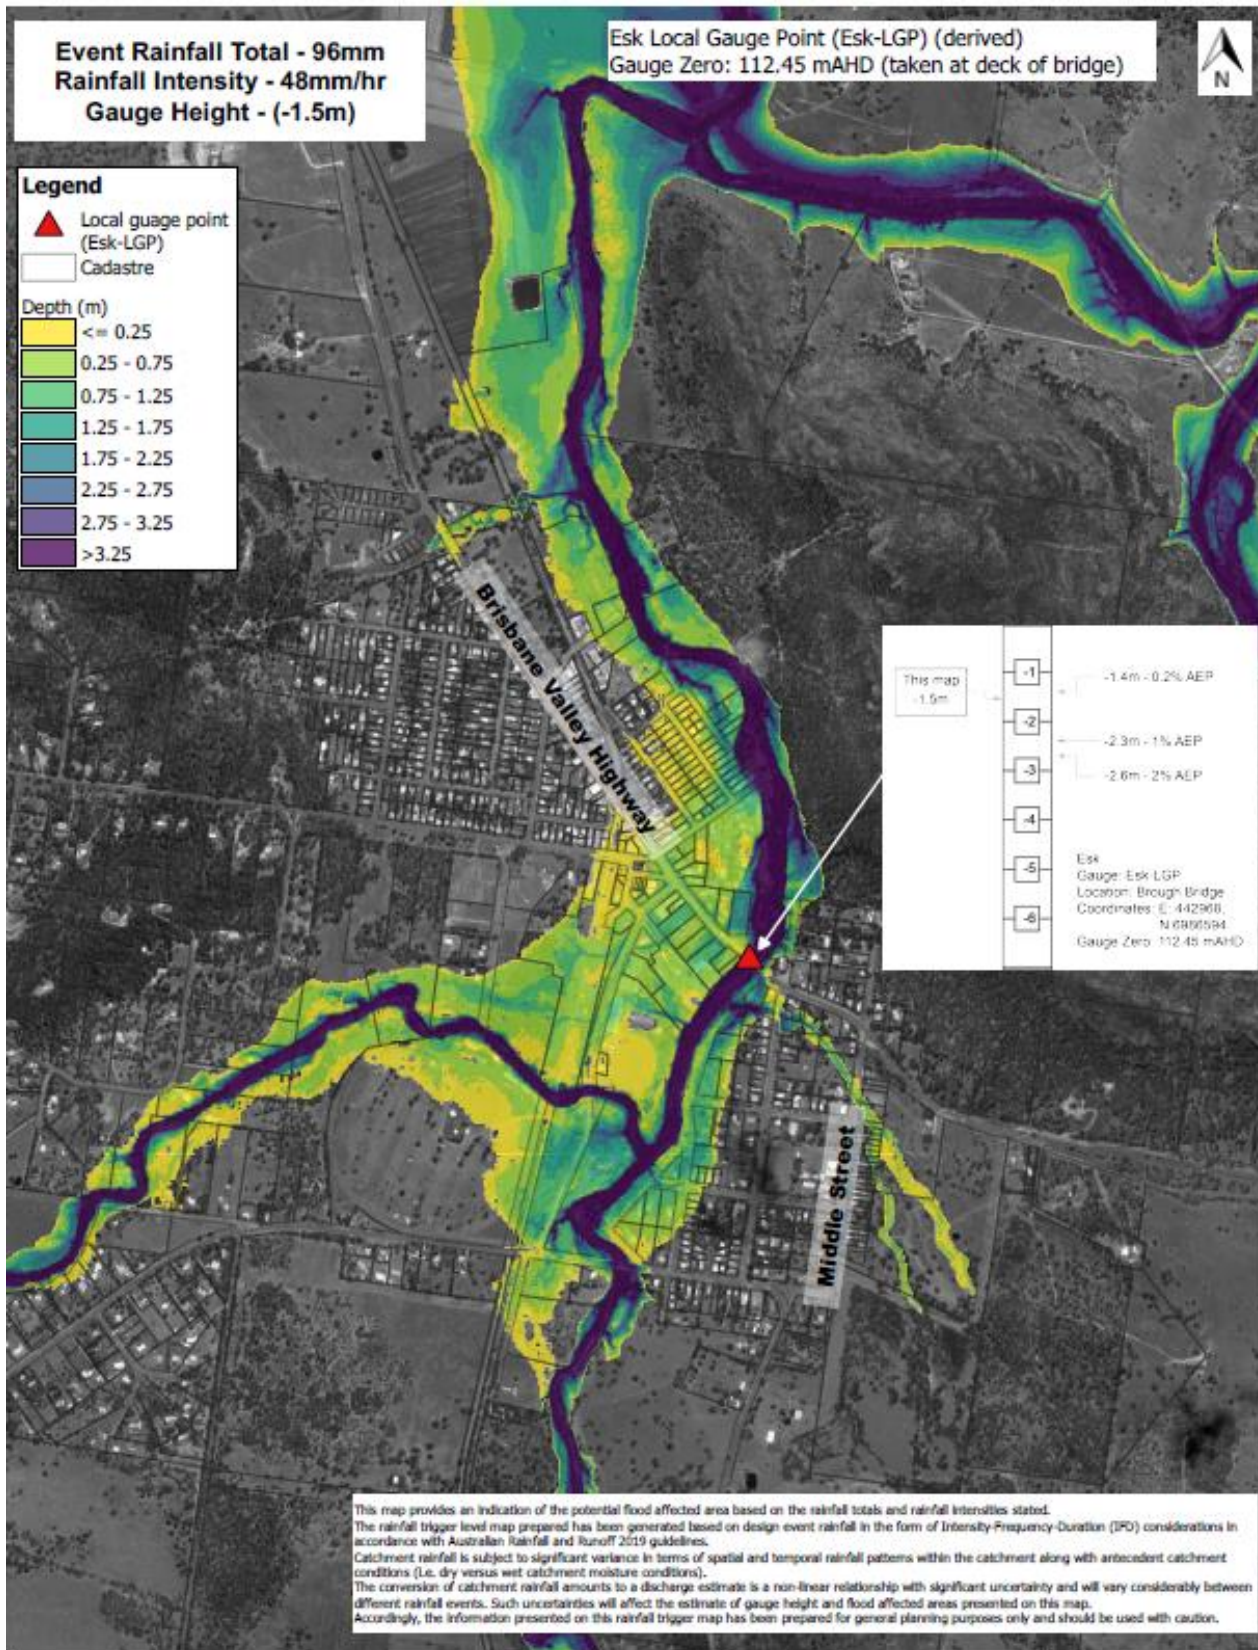 Event Rainfall Total - 96mm
Rainfall Intensity - 48mm/hr
Gauge Height - (-1.5m)
Esk Local Gauge Point (Esk-LGP) (derived)
Gauge Zero: 112.45 mAHD (taken at deck of bridge)
N
Legend
Local guage point
(Esk-LGP)
Cadastre
Depth (m)
<= 0.25
0.25 - 0.75
0.75 - 1.25
1.25 - 1.75
1.75 - 2.25
2.25 - 2.75
2.75 - 3.25
>3.25
Brisbane Valley Highway
This map
-1.5m
-1
-2
-3
-4
-5
-6
-1.4m - 0.2% AEP
-2.3m - 1% AEP
-2.6m - 2% AEP
Esk
Gauge: Esk-LGP
Location: Brough Bridge
Coordinates: E: 442968,
N:6986594
Gauge Zero: 112.45 mAHD
Middle Street
This map provides an indication of the potential flood affected area based on the rainfall totals and rainfall intensities stated.
The rainfall trigger level map prepared has been generated based on design event rainfall in the form of Intensity-Frequency-Duration (IFD) considerations in
accordance with Australian Rainfall and Runoff 2019 guidelines.
Catchment rainfall is subject to significant variance in terms of spatial and temporal rainfall patterns within the catchment along with antecedent catchment
conditions (i.e. dry versus wet catchment moisture conditions).
The conversion of catchment rainfall amounts to a discharge estimate is a non-linear relationship with significant uncertainty and will vary considerably between
different rainfall events. Such uncertainties will affect the estimate of gauge height and flood affected areas presented on this map.
Accordingly, the information presented on this rainfall trigger map has been prepared for general planning purposes only and should be used with caution.